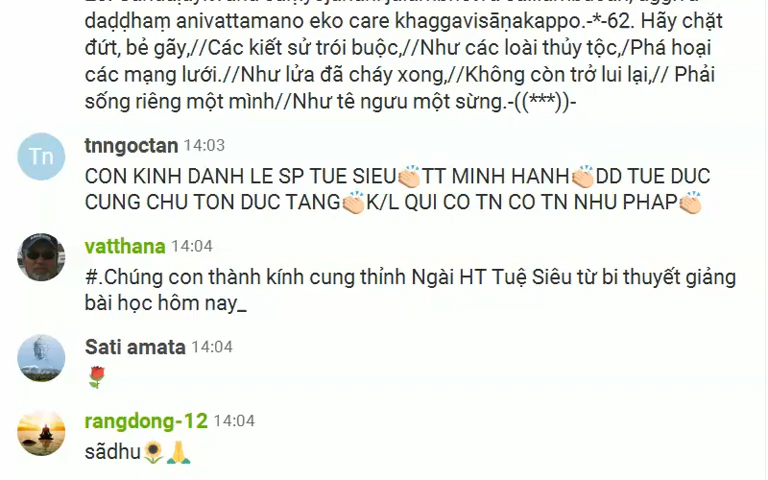 daḍḍhaṃ anivattamano eko care khaggavisāṇakappo.-*-62. Hãy chặt
đứt, bẻ gãy,//Các kiết sử trói buộc,//Như các loài thủy tộc,/Phá hoại
các mạng lưới.//Như lửa đã cháy xong,//Không còn trở lui lại,// Phải
sống riêng một mình//Như tê ngưu một sừng.-((***))-
Tn
tnngoctan 14:03
CON KINH DANH LE SP TUE SIEU👏TT MINH HANH👏DD TUE DUC
CUNG CHU TON DUC TANG👏K/L QUI CO TN CO TN NHU PHAP👏
vatthana 14:04
#.Chúng con thành kính cung thỉnh Ngài HT Tuệ Siêu từ bi thuyết giảng
bài học hôm nay_
Sati amata 14:04
🌹
rangdong-12 14:04
sãdhu🌻🙏